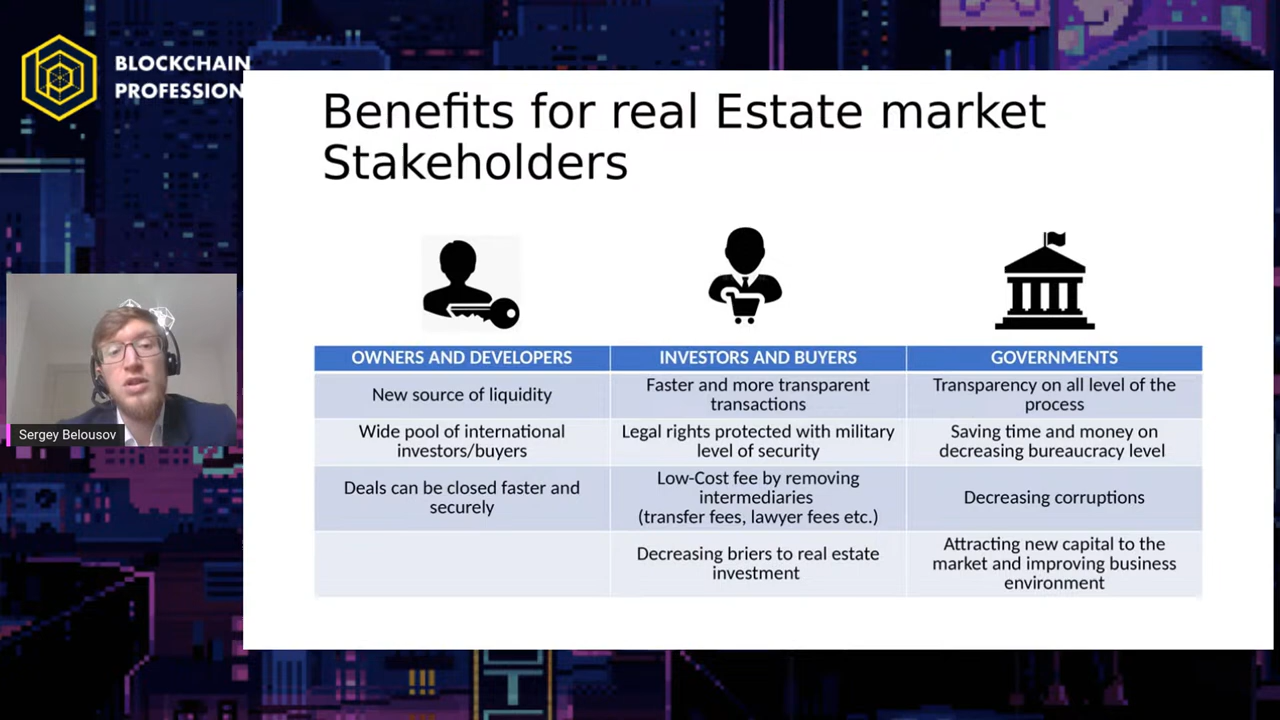 BLOCKCHAIN
PROFESSION
Benefits for real Estate market
Stakeholders
Sergey Belousov
OWNERS AND DEVELOPERS
INVESTORS AND BUYERS
GOVERNMENTS
New source of liquidity
Faster and more transparent
transactions
Transparency on all level of the
process
Wide pool of international
investors/buyers
Legal rights protected with military
level of security
Saving time and money on
decreasing bureaucracy level
Deals can be closed faster and
securely
Low-Cost fee by removing
intermediaries
(transfer fees, lawyer fees etc.)
Decreasing corruptions
Decreasing briers to real estate
investment
Attracting new capital to the
market and improving business
environment